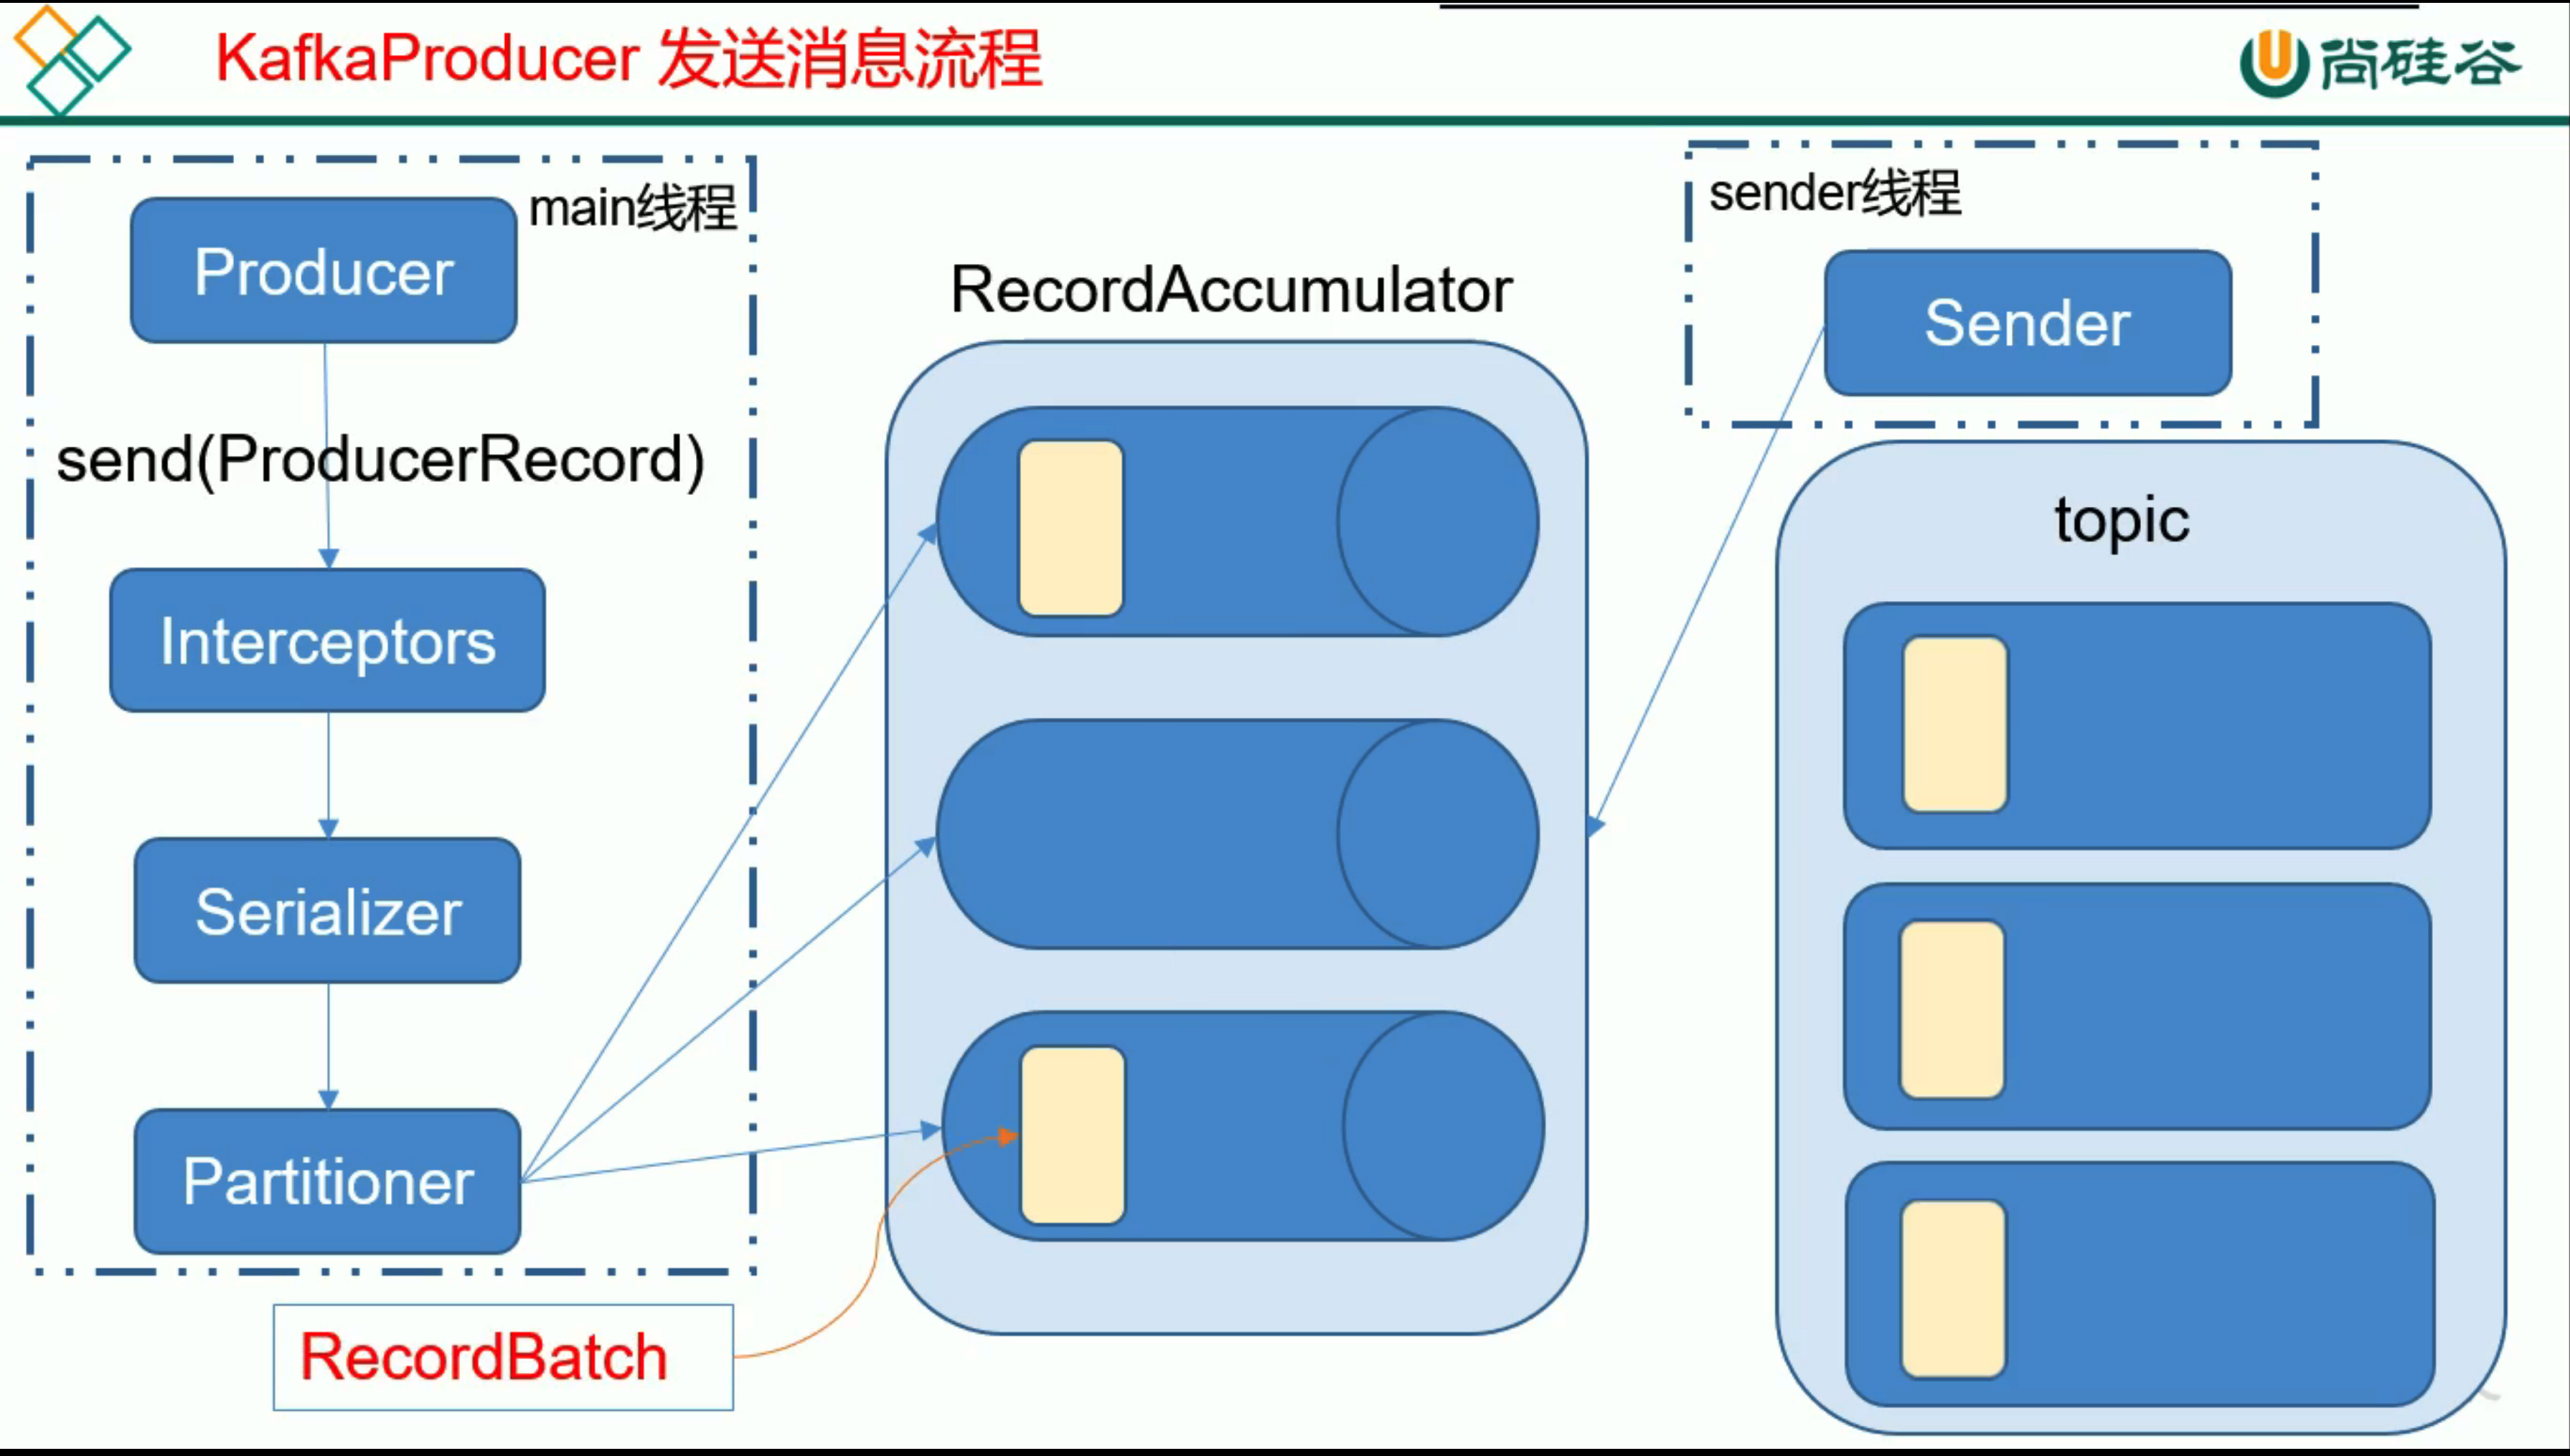 KafkaProducer 发送消息流程
尚硅谷
main线程
Producer
send(ProducerRecord)
Interceptors
Serializer
Partitioner
RecordBatch
RecordAccumulator
sender线程
Sender
topic